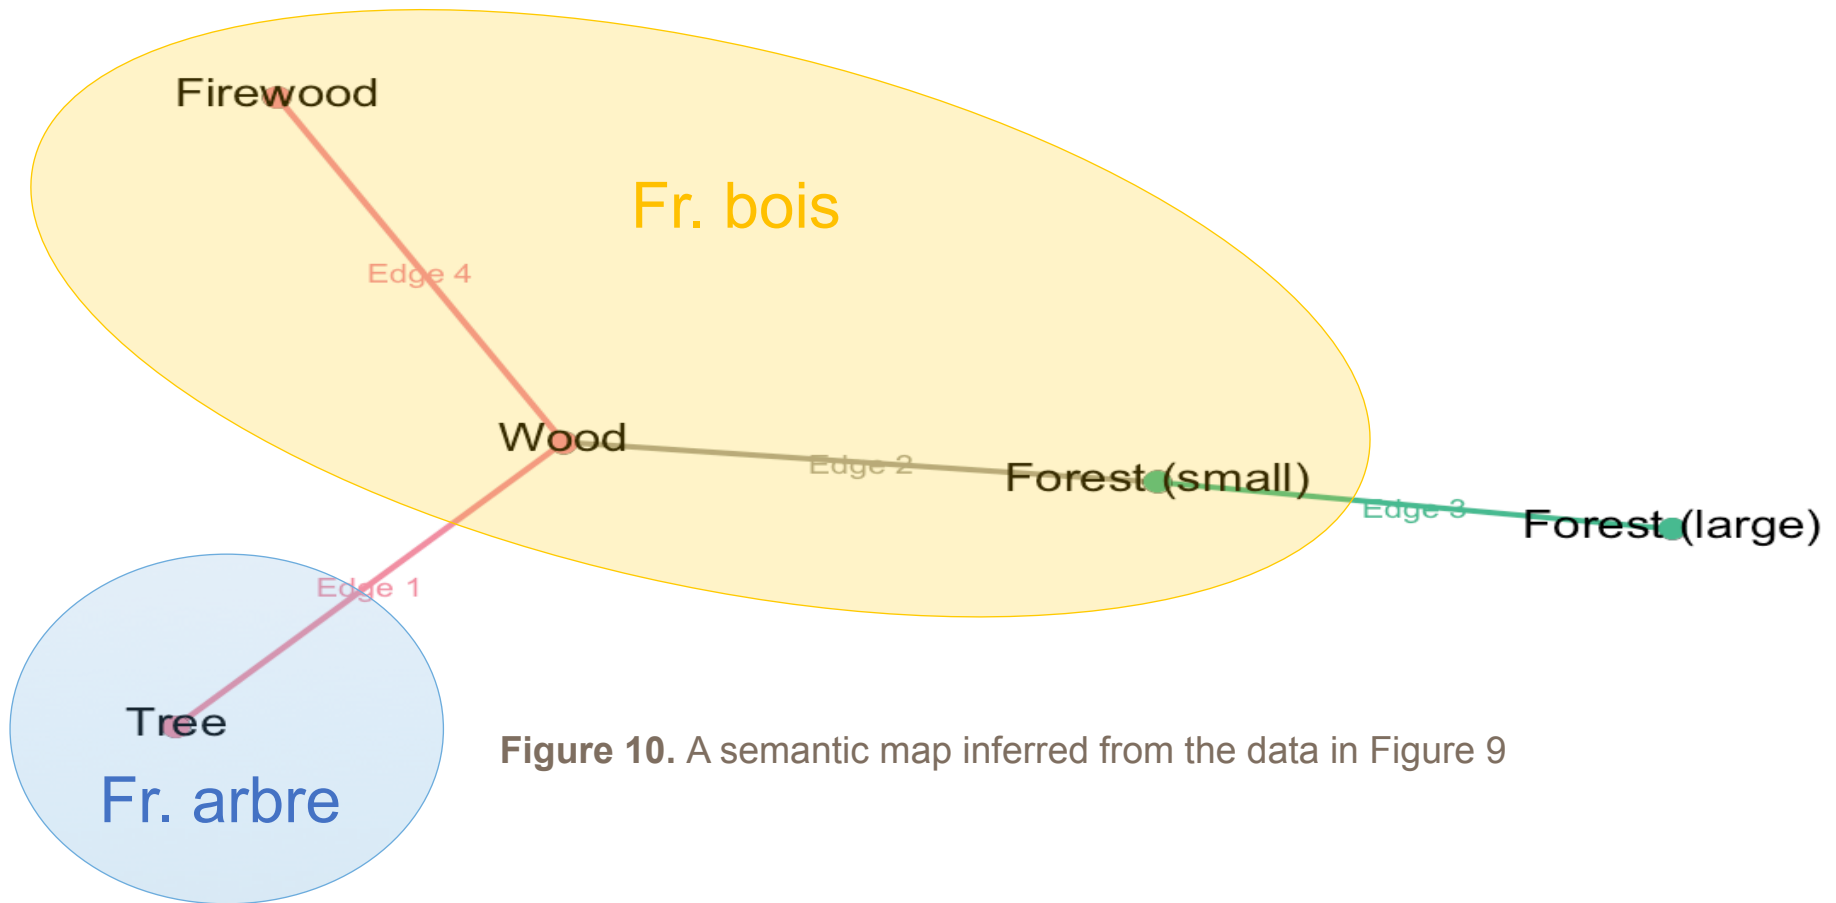 Firewood
Fr. bois
Edge 4
Wood
Edge 2
Forest (small)
Edge 3
Forest (large)
Edge 1
Tree
Fr. arbre
Figure 10. A semantic map inferred from the data in Figure 9